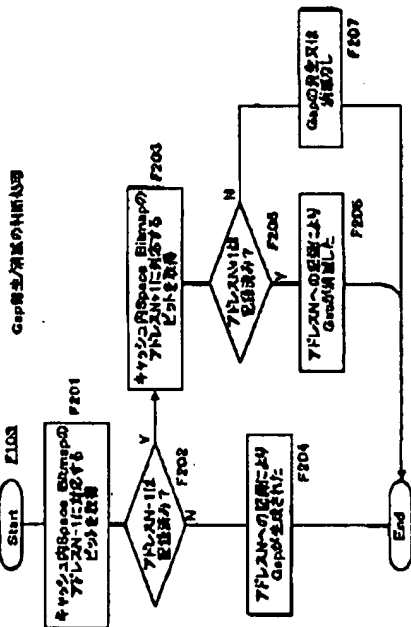 Gap発生/消滅の判断処理
F103
Start
F201
キャッシュ内Space Bitmapの
アドレスN-1に対応する
ビットを取得
F202
アドレスN-1は
記録済み?
Y
N
F203
キャッシュ内Space Bitmapの
アドレスN+1に対応する
ビットを取得
F204
アドレスNへの記録により
Gapが生成された
F205
アドレスN+1は
記録済み?
N
Y
F206
アドレスNへの記録により
Gapが消滅した
F207
Gapの発生又は
消滅なし
End